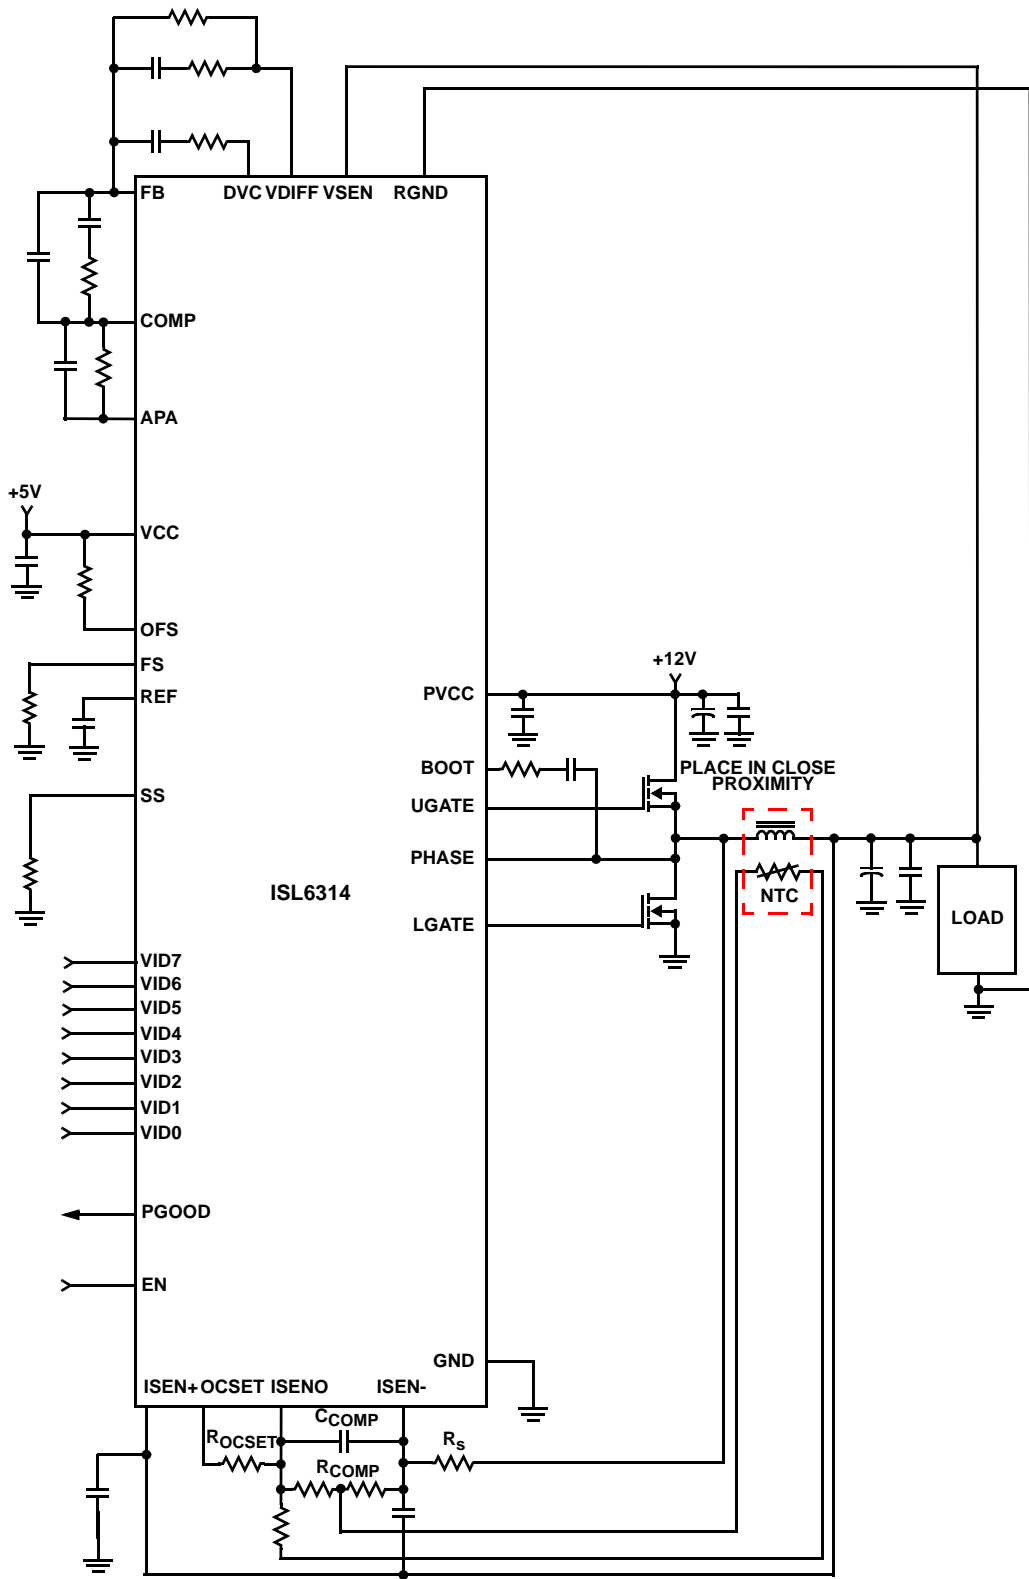 FB
DVC VDIFF VSEN RGND
COMP
APA
+5V
VCC
OFS
FS
REF
SS
+12V
PVCC
BOOT
PLACE IN CLOSE
PROXIMITY
UGATE
PHASE
NTC
ISL6314
LGATE
LOAD
VID7
VID6
VID5
VID4
VID3
VID2
VID1
VID0
PGOOD
EN
GND
ISEN+ OCSET ISENO ISEN-
CCOMP
ROCSET
RS
RCOMP